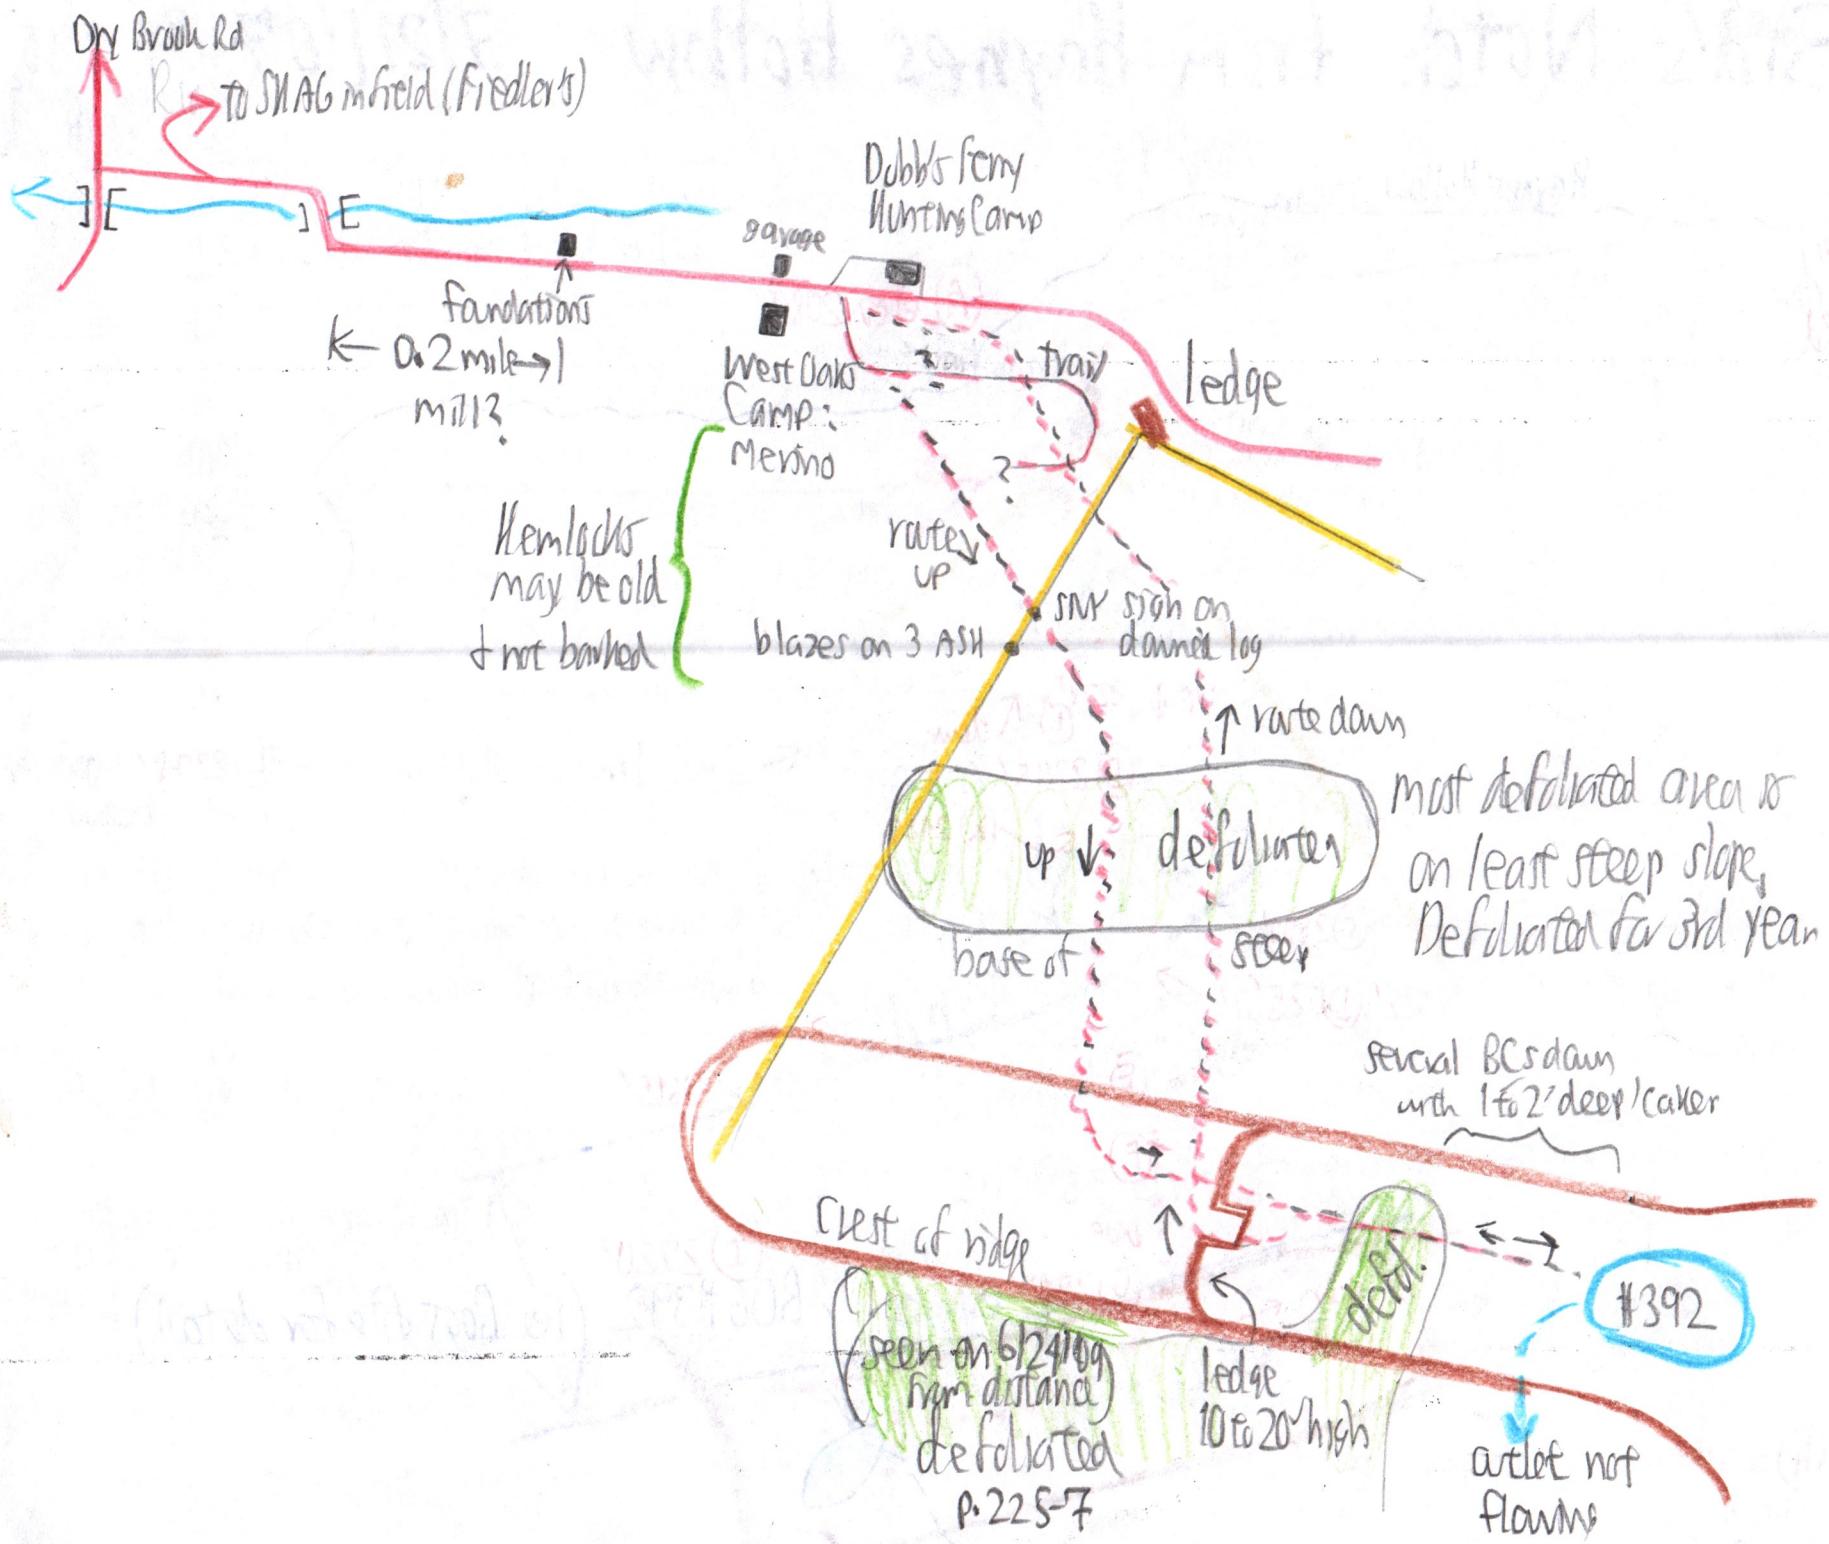 Dry Brook Rd
to SNAG in field (Fiedler's)
Dubb's Ferry
Hunting Camp
garage
foundations
0.2 mile
mill?
West Oaks
Camp:
Merino
?
trail
ledge
?
Hemlocks
may be old
+ not barked
route
up
SNY sign on
downed log
blazes on 3 ASH
route down
up
defoliated
most defoliated area is
on least steep slope,
Defoliated for 3rd year
base of steep
several BCs down
with 1 to 2' deep
crest of ridge
defol.
#392
(seen on 6/24/09
from distance)
defoliated
p. 225-7
ledge
10 to 20' high
outlet not
flowing